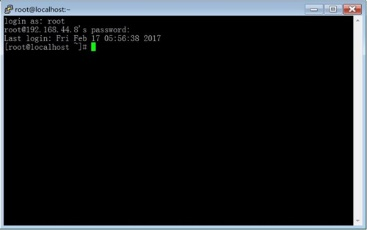 root@localhost:~
login as: root
root@192.168.44.8's password:
Last login: Fri Feb 17 05:56:38 2017
[root@localhost ~]#